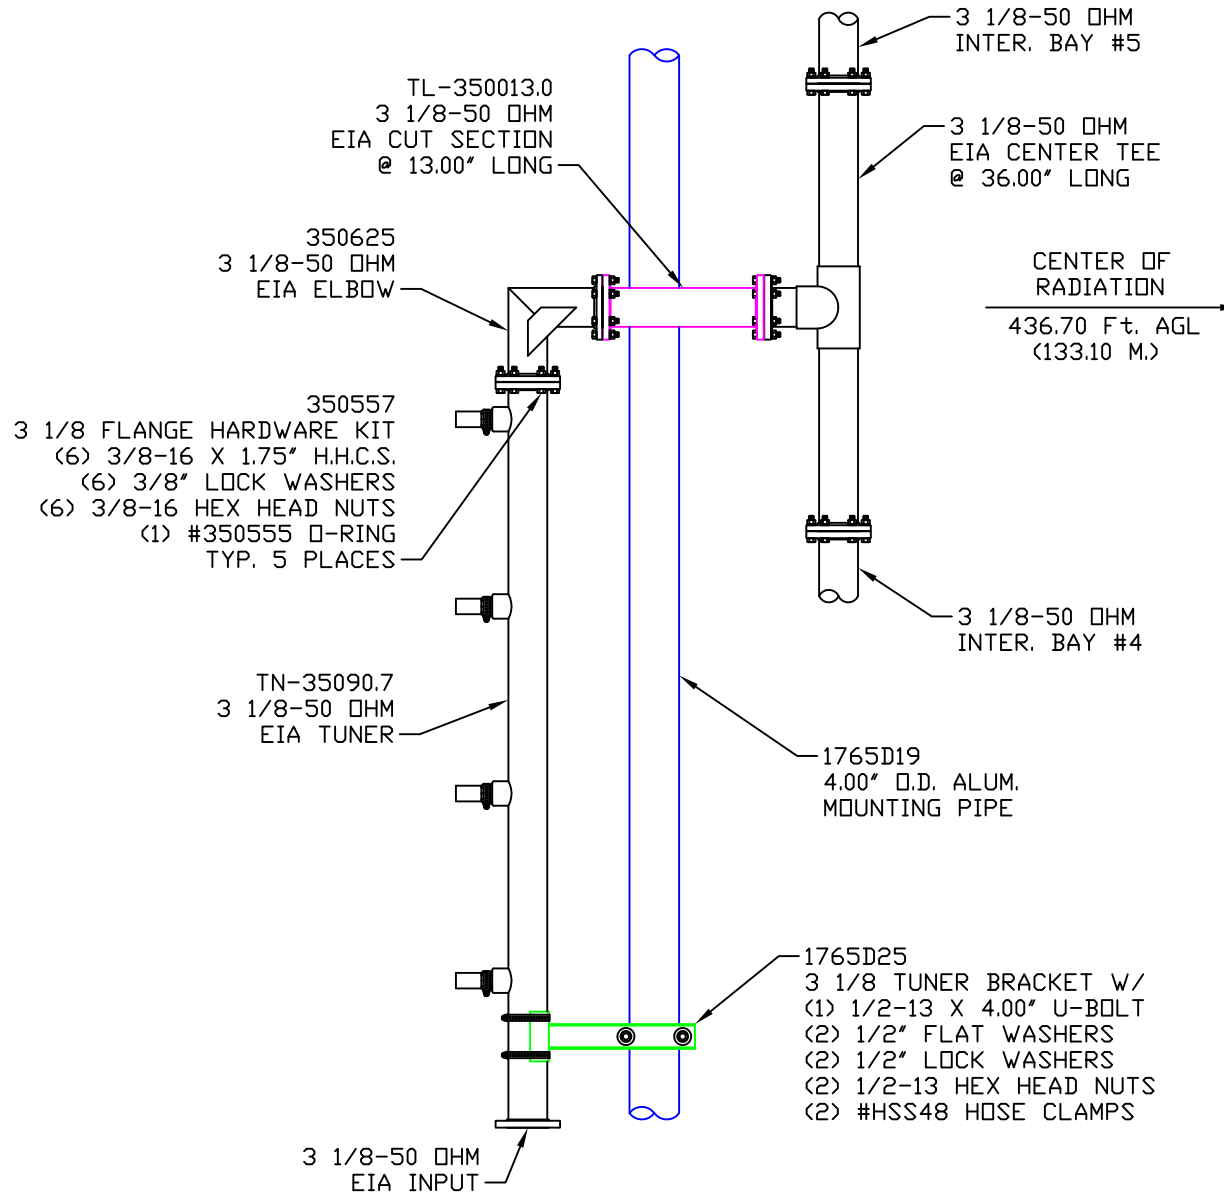 3 1/8-50 OHM
INTER. BAY #5
TL-350013.0
3 1/8-50 OHM
EIA CUT SECTION
@ 13.00" LONG
3 1/8-50 OHM
EIA CENTER TEE
@ 36.00" LONG
350625
3 1/8-50 OHM
EIA ELBOW
CENTER OF
RADIATION
436.70 Ft. AGL
(133.10 M.)
350557
3 1/8 FLANGE HARDWARE KIT
(6) 3/8-16 X 1.75" H.H.C.S.
(6) 3/8" LOCK WASHERS
(6) 3/8-16 HEX HEAD NUTS
(1) #350555 O-RING
TYP. 5 PLACES
3 1/8-50 OHM
INTER. BAY #4
TN-35090.7
3 1/8-50 OHM
EIA TUNER
1765D19
4.00" O.D. ALUM.
MOUNTING PIPE
1765D25
3 1/8 TUNER BRACKET W/
(1) 1/2-13 X 4.00" U-BOLT
(2) 1/2" FLAT WASHERS
(2) 1/2" LOCK WASHERS
(2) 1/2-13 HEX HEAD NUTS
(2) #HSS48 HOSE CLAMPS
3 1/8-50 OHM
EIA INPUT